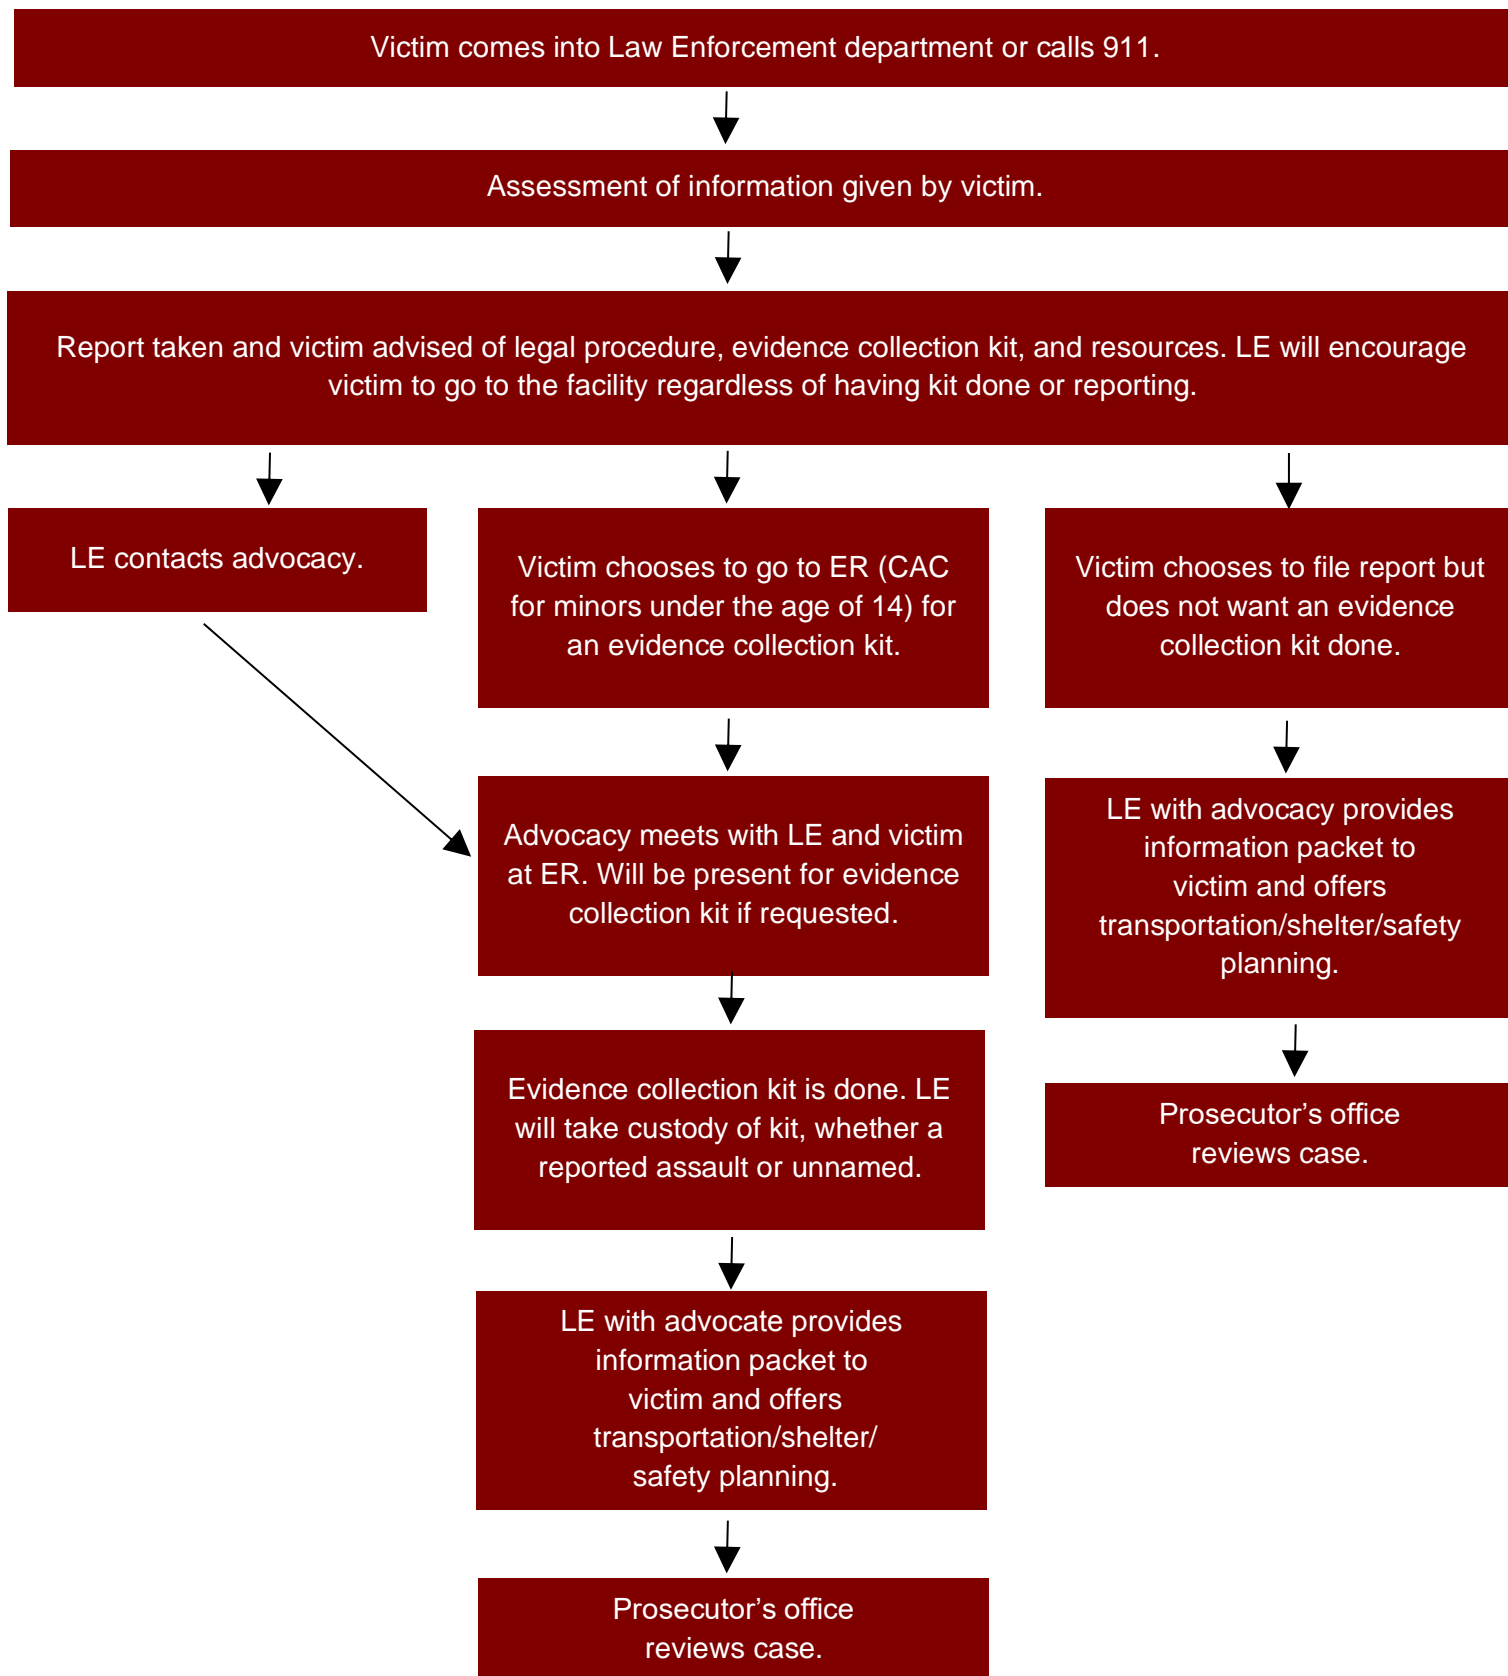 Victim comes into Law Enforcement department or calls 911.
Assessment of information given by victim.
Report taken and victim advised of legal procedure, evidence collection kit, and resources. LE will encourage
victim to go to the facility regardless of having kit done or reporting.
LE contacts advocacy.
Victim chooses to go to ER (CAC
for minors under the age of 14) for
an evidence collection kit.
Advocacy meets with LE and victim
at ER. Will be present for evidence
collection kit if requested.
Evidence collection kit is done. LE
will take custody of kit, whether a
reported assault or unnamed.
LE with advocate provides
information packet to
victim and offers
transportation/shelter/
safety planning.
Prosecutor’s office
reviews case.
Victim chooses to file report but
does not want an evidence
collection kit done.
LE with advocacy provides
information packet to
victim and offers
transportation/shelter/safety
planning.
Prosecutor’s office
reviews case.